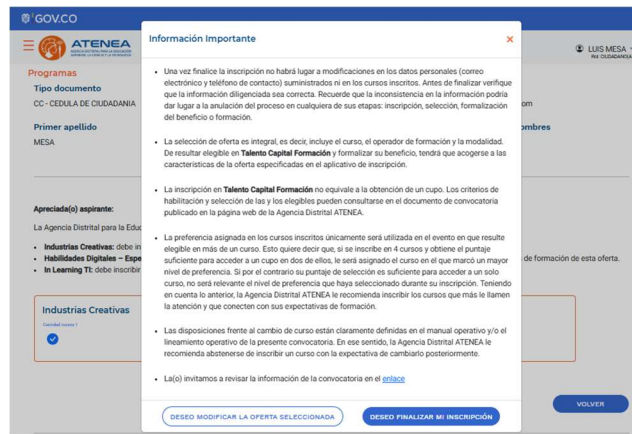 GOV.CO
ATENEA
LUIS MESA
Rol: CIUDADANO/A
Programas
Tipo documento
CC - CEDULA DE CIUDADANIA
Primer apellido
MESA
om
ombres
Apreciada(o) aspirante:
La Agencia Distrital para la Educ
Industrias Creativas: debe in
Habilidades Digitales – Espe
In Learning TI: debe inscribir
s de formación de esta oferta.
Industrias Creativas
VOLVER
Información Importante
×
• Una vez finalice la inscripción no habrá lugar a modificaciones en los datos personales (correo
electrónico y teléfono de contacto) suministrados ni en los cursos inscritos. Antes de finalizar verifique
que la información diligenciada sea correcta. Recuerde que la inconsistencia en la información podría
dar lugar a la anulación del proceso en cualquiera de sus etapas: inscripción, selección, formalización
del beneficio o formación.
• La selección de oferta es integral, es decir, incluye el curso, el operador de formación y la modalidad.
De resultar elegible en Talento Capital Formación y formalizar su beneficio, tendrá que acogerse a las
características de la oferta especificadas en el aplicativo de inscripción.
• La inscripción en Talento Capital Formación no equivale a la obtención de un cupo. Los criterios de
habilitación y selección de las y los elegibles pueden consultarse en el documento de convocatoria
publicado en la página web de la Agencia Distrital ATENEA.
• La preferencia asignada en los cursos inscritos únicamente será utilizada en el evento en que resulte
elegible en más de un curso. Esto quiere decir que, si se inscribe en 4 cursos y obtiene el puntaje
suficiente para acceder a un cupo en dos de ellos, le será asignado el curso en el que marcó un mayor
nivel de preferencia. Si por el contrario su puntaje de selección es suficiente para acceder a un solo
curso, no será relevante el nivel de preferencia que haya seleccionado durante su inscripción. Teniendo
en cuenta lo anterior, la Agencia Distrital ATENEA le recomienda inscribir los cursos que más le llamen
la atención y que conecten con sus expectativas de formación.
• Las disposiciones frente al cambio de curso están claramente definidas en el manual operativo y/o el
lineamiento operativo de la presente convocatoria. En ese sentido, la Agencia Distrital ATENEA le
recomienda abstenerse de inscribir un curso con la expectativa de cambiarlo posteriormente.
• La(o) invitamos a revisar la información de la convocatoria en el enlace
DESEO MODIFICAR LA OFERTA SELECCIONADA
DESEO FINALIZAR MI INSCRIPCIÓN